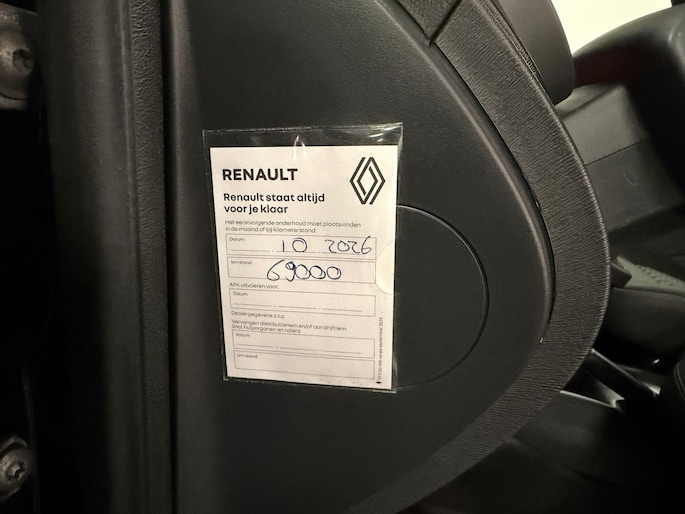 RENAULT
Renault staat altijd
voor je klaar
Het eerstvolgende onderhoud moet plaatsvinden
in de maand of bij kilometerstand:
Datum 10 2026
km-stand 69000
APK uitvoeren voor:
Datum
Dealergegevens z.o.z.
Vervangen distributieriem en/of aandrijfriem
(incl. hulporganen en rollen)
Datum
km-stand